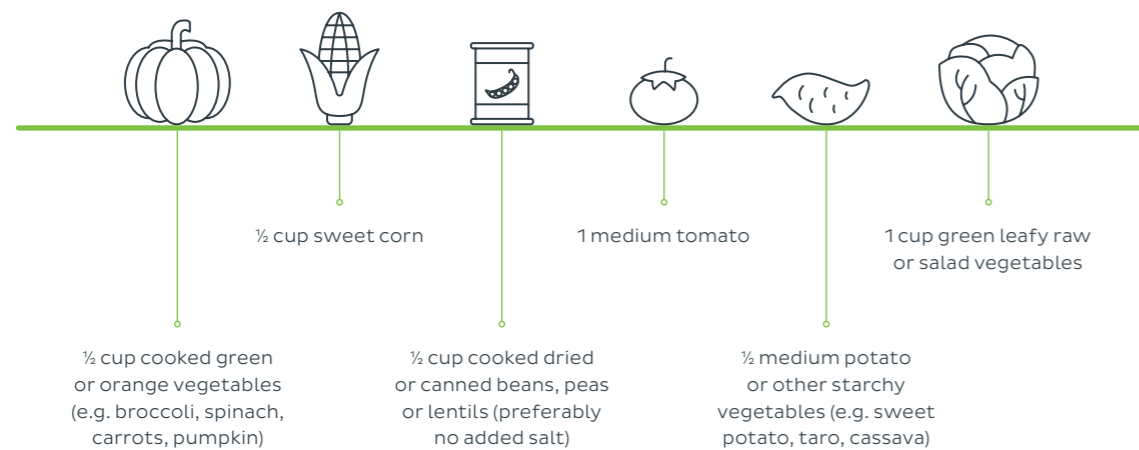 ½ cup sweet corn
1 medium tomato
1 cup green leafy raw
or salad vegetables
½ cup cooked green
or orange vegetables
(e.g. broccoli, spinach,
carrots, pumpkin)
½ cup cooked dried
or canned beans, peas
or lentils (preferably
no added salt)
½ medium potato
or other starchy
vegetables (e.g. sweet
potato, taro, cassava)